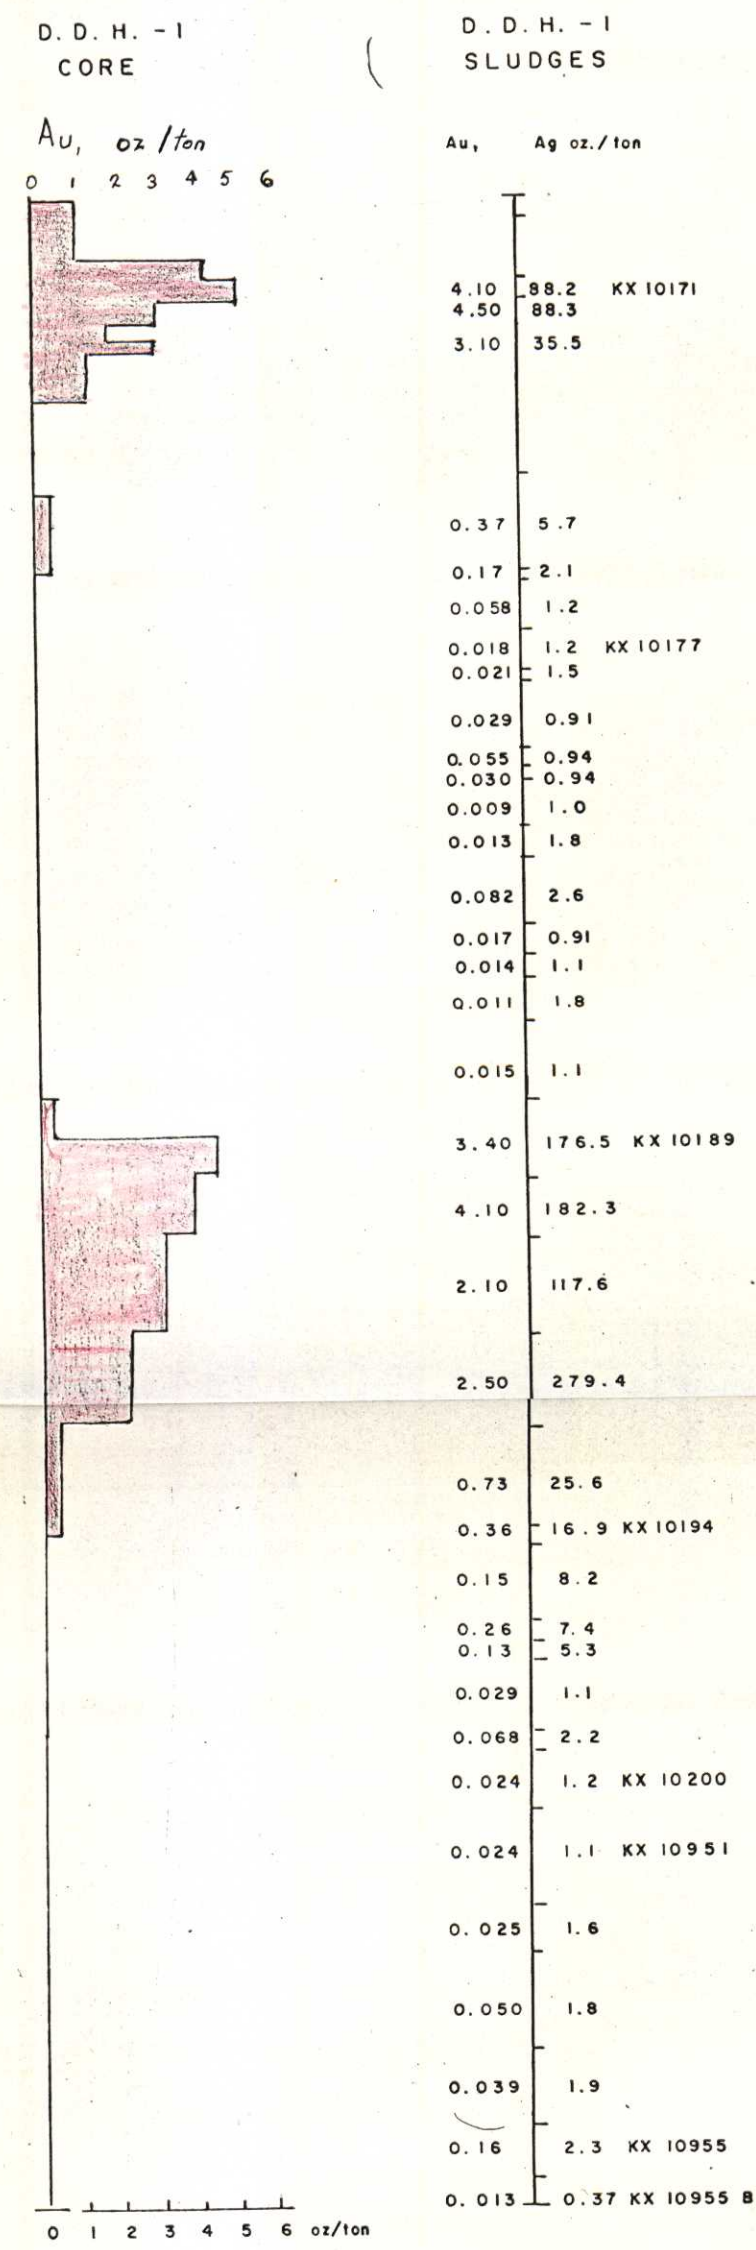 D. D. H. - 1
CORE
Au, oz /ton
0 1 2 3 4 5 6
D. D. H. - 1
SLUDGES
Au, Ag oz./ton
4.10 88.2 KX 10171
4.50 88.3
3.10 35.5
0.37 5.7
0.17 2.1
0.058 1.2
0.018 1.2 KX 10177
0.021 1.5
0.029 0.91
0.055 0.94
0.030 0.94
0.009 1.0
0.013 1.8
0.082 2.6
0.017 0.91
0.014 1.1
0.011 1.8
0.015 1.1
3.40 176.5 KX 10189
4.10 182.3
2.10 117.6
2.50 279.4
0.73 25.6
0.36 16.9 KX 10194
0.15 8.2
0.26 7.4
0.13 5.3
0.029 1.1
0.068 2.2
0.024 1.2 KX 10200
0.024 1.1 KX 10951
0.025 1.6
0.050 1.8
0.039 1.9
0.16 2.3 KX 10955
0.013 0.37 KX 10955 B
0 1 2 3 4 5 6 oz/ton